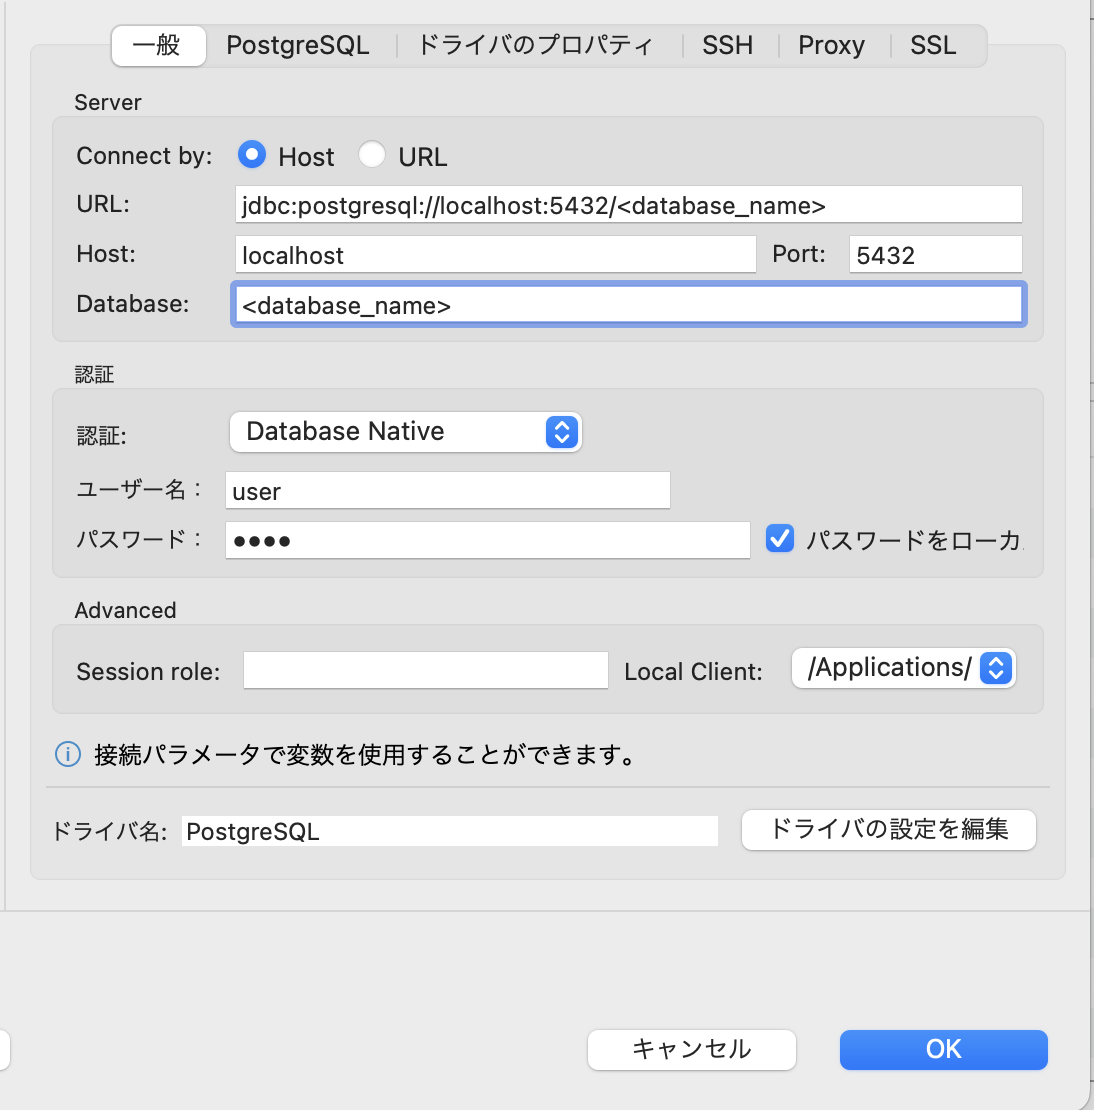 一般 PostgreSQL ドライバのプロパティ SSH Proxy SSL
Server
Connect by: Host URL
URL: jdbc:postgresql://localhost:5432/<database_name>
Host: localhost Port: 5432
Database: <database_name>
認証
認証: Database Native
ユーザー名： user
パスワード： ●●●● パスワードをローカ
Advanced
Session role: Local Client: /Applications/
i 接続パラメータで変数を使用することができます。
ドライバ名: PostgreSQL ドライバの設定を編集
キャンセル OK